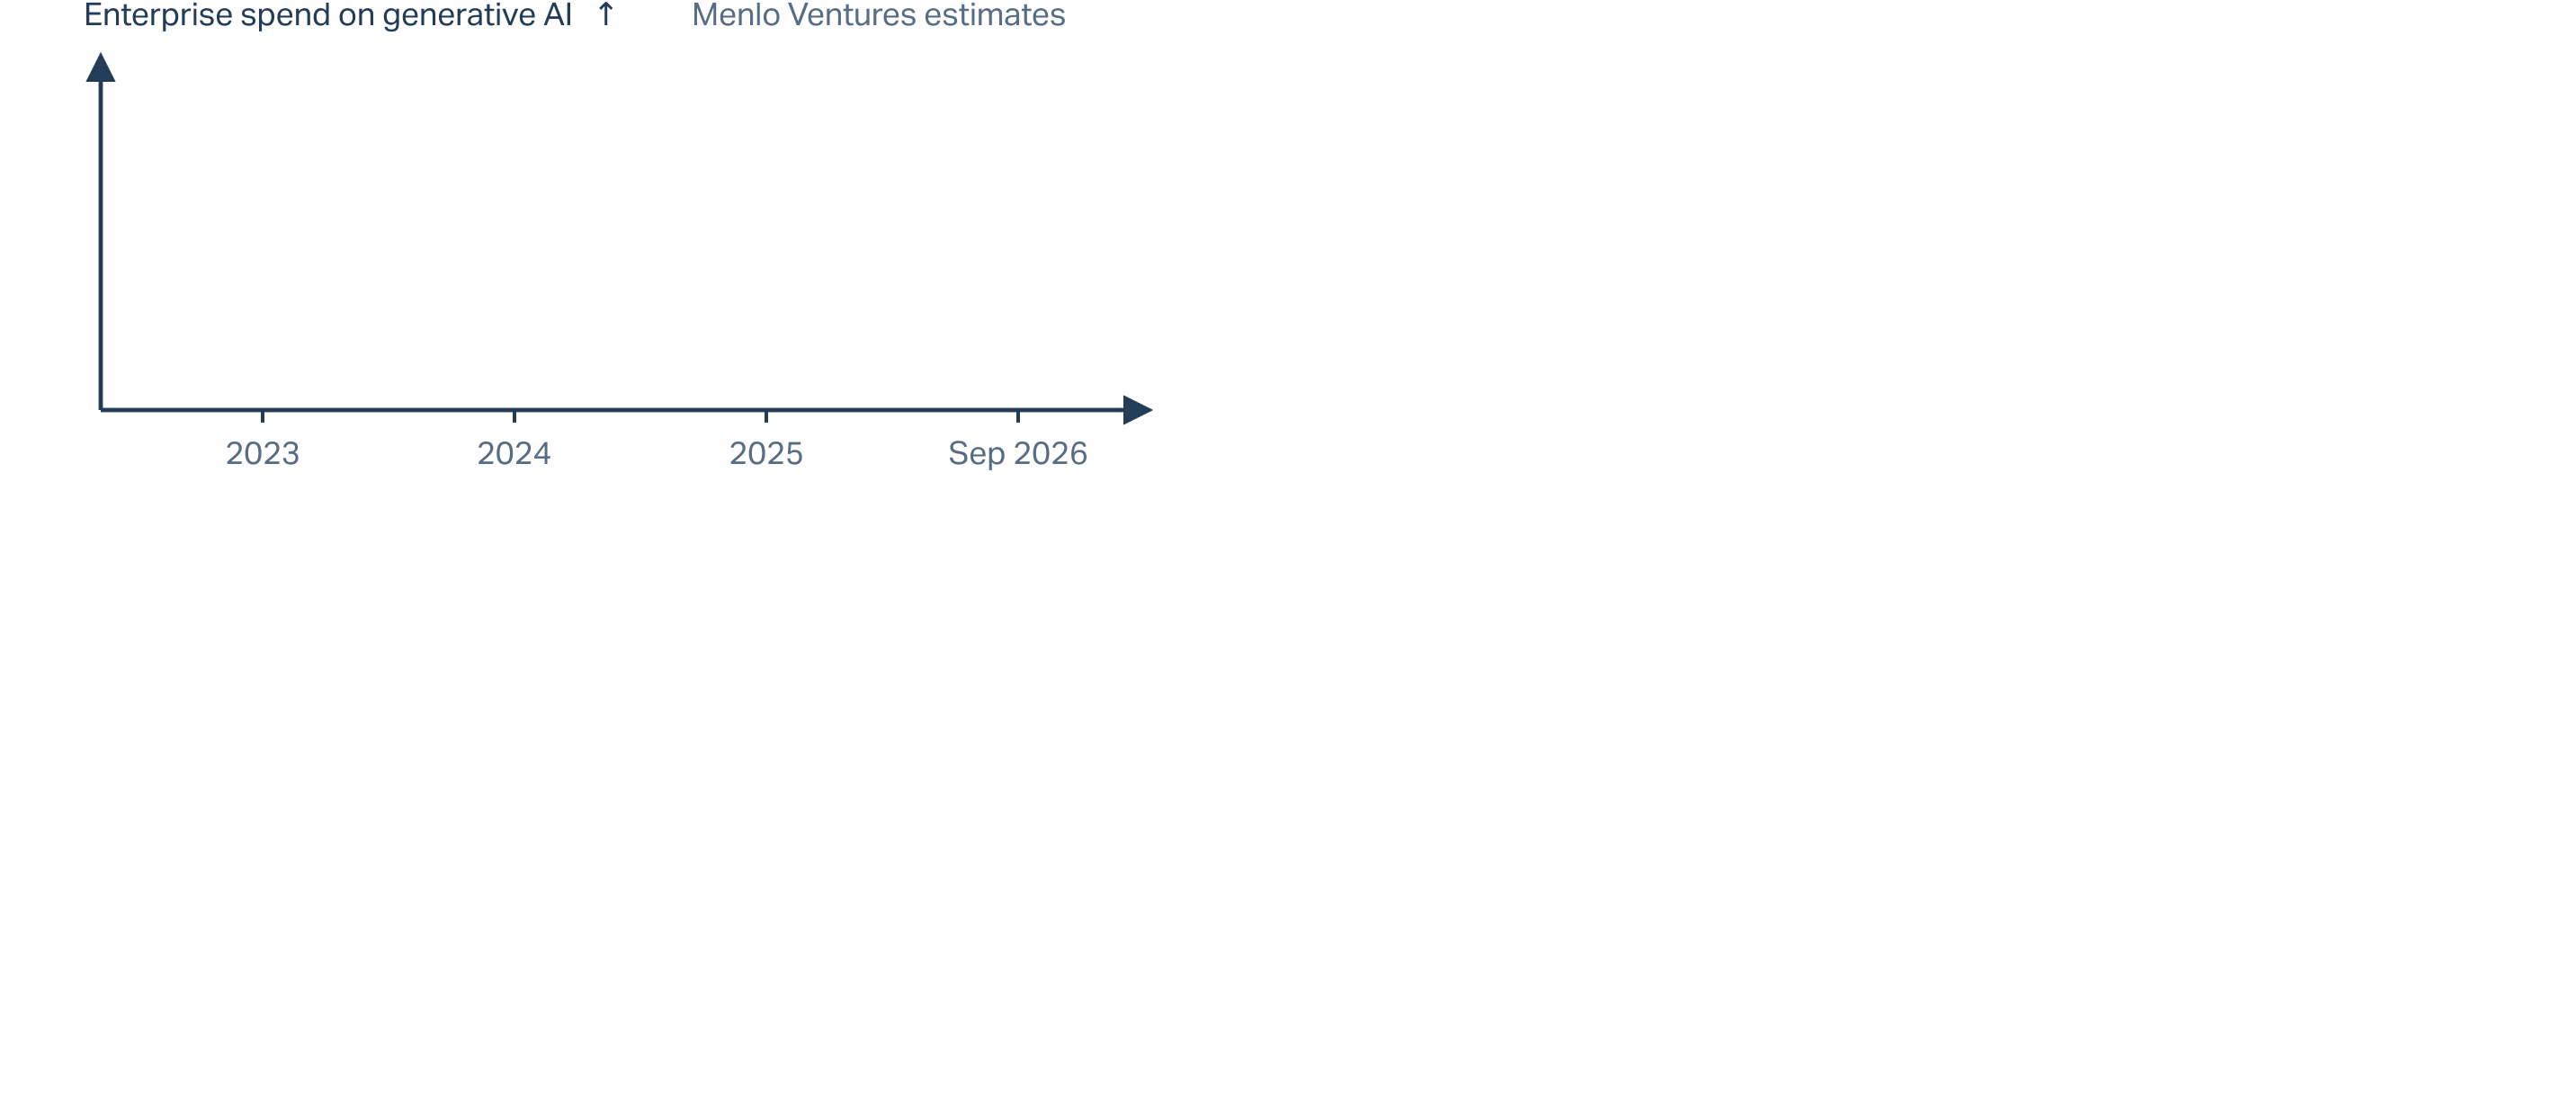 Enterprise spend on generative AI ↑ Menlo Ventures estimates
2023 2024 2025 Sep 2026